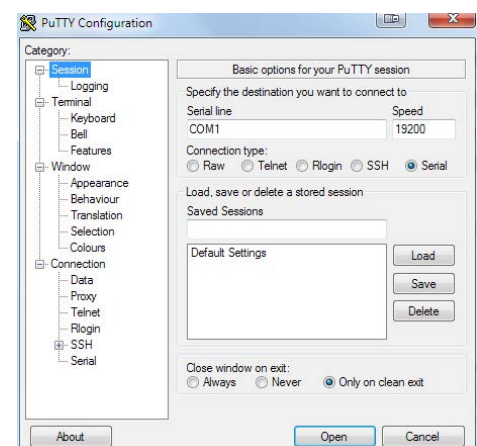 PuTTY Configuration
Category:
Session
Logging
Terminal
Keyboard
Bell
Features
Window
Appearance
Behaviour
Translation
Selection
Colours
Connection
Data
Proxy
Telnet
Rlogin
SSH
Serial
Basic options for your PuTTY session
Specify the destination you want to connect to
Serial line Speed
COM1 19200
Connection type:
Raw Telnet Rlogin SSH Serial
Load, save or delete a stored session
Saved Sessions
Default Settings
Load
Save
Delete
Close window on exit:
Always Never Only on clean exit
About Open Cancel